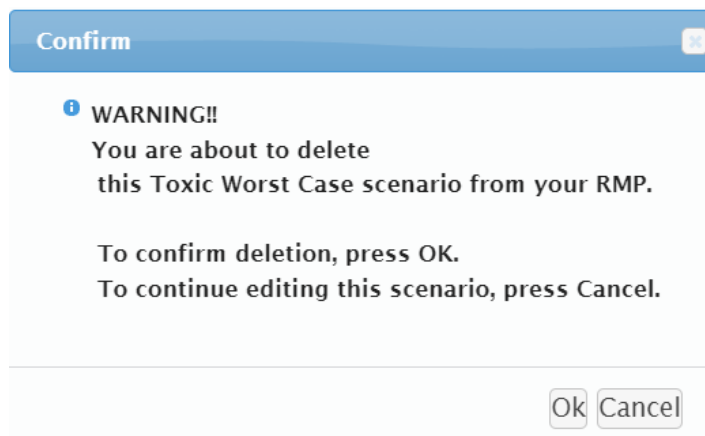 Confirm
WARNING!!
You are about to delete
this Toxic Worst Case scenario from your RMP.
To confirm deletion, press OK.
To continue editing this scenario, press Cancel.
Ok Cancel